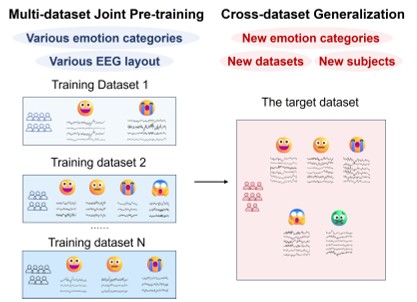 Multi-dataset Joint Pre-training
Various emotion categories
Various EEG layout
Training Dataset 1
Training dataset 2
......
Training dataset N
Cross-dataset Generalization
New emotion categories
New datasets
New subjects
The target dataset